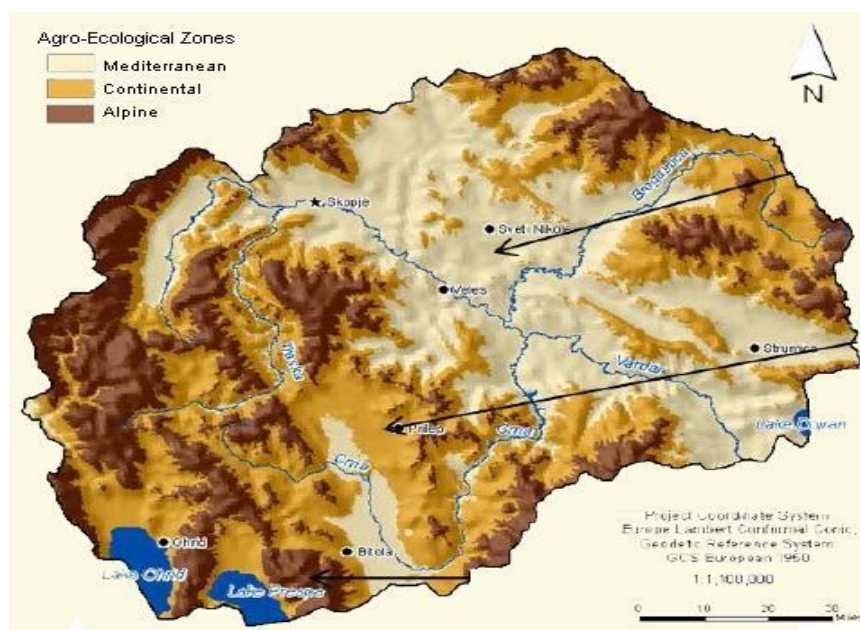 Agro-Ecological Zones
Mediterranean
Continental
Alpine
N
Skopje
Sveti Nikole
Veles
Strumica
Vardar
Treska
Prilep
Crna
Crna
Lake Dojran
Ohrid
Bitola
Lake Ohrid
Lake Prespa
Project Coordinate System
Europe Lambert Conformal Conic,
Geodetic Reference System
GCS European 1950
1:1,100,000
0 10 20 30
Miles